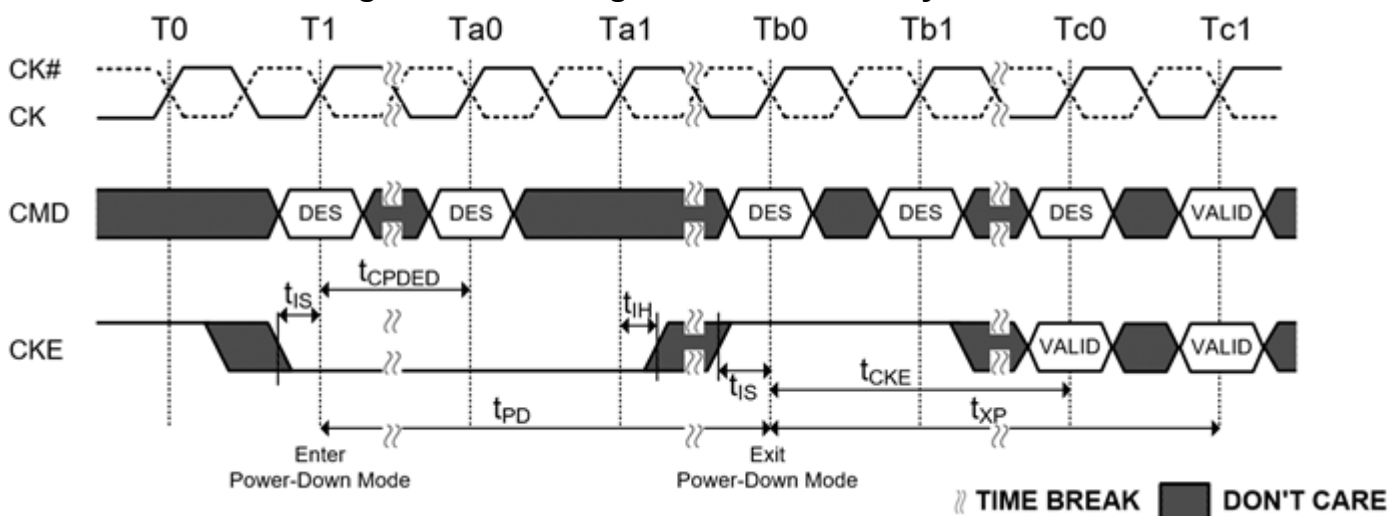 T0 T1 Ta0 Ta1 Tb0 Tb1 Tc0 Tc1
CK#
CK
CMD DES DES DES DES DES VALID
tCPDED
tIS tIH
CKE VALID VALID
tIS tCKE
tPD tXP
Enter Exit
Power-Down Mode Power-Down Mode
TIME BREAK DON'T CARE